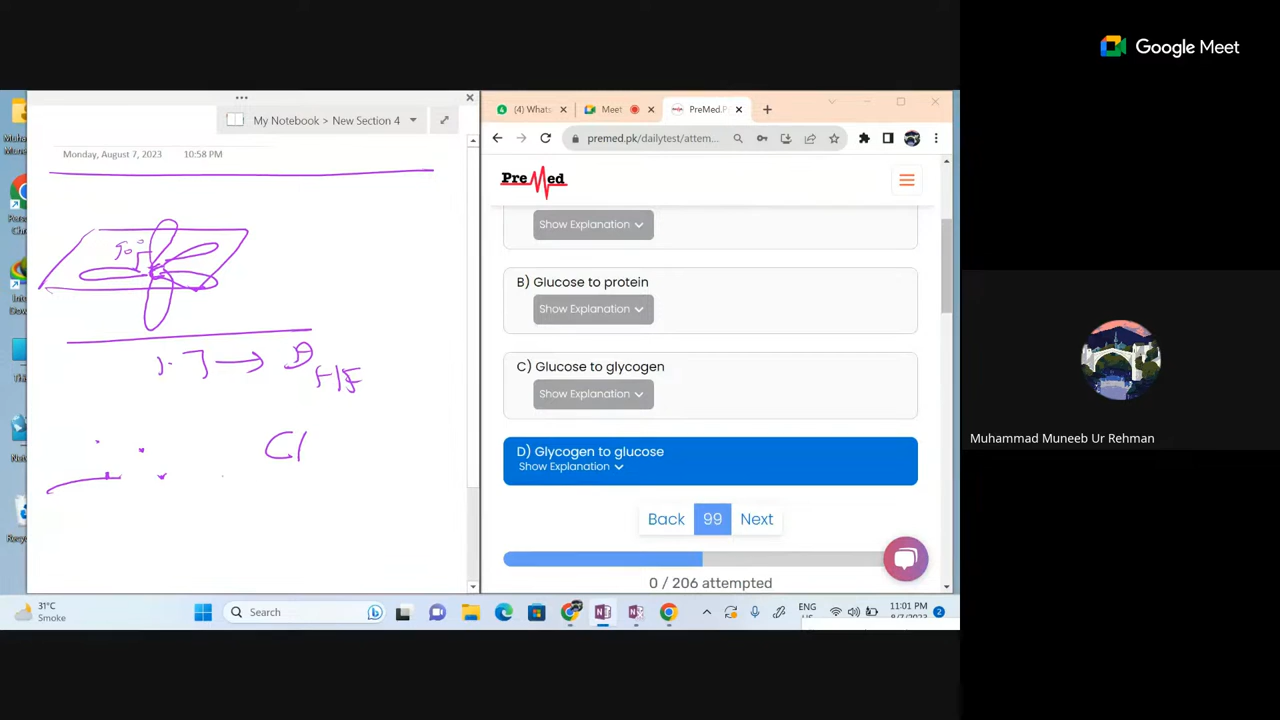 Google Meet
My Notebook > New Section 4
Monday, August 7, 2023 10:58 PM
90°
Cl
(4) Whats
Meet
PreMed.P
premed.pk/dailytest/attem...
PreMed
Show Explanation
B) Glucose to protein
Show Explanation
C) Glucose to glycogen
Show Explanation
D) Glycogen to glucose
Show Explanation
Back 99 Next
0 / 206 attempted
Muhammad Muneeb Ur Rehman
31°C
Smoke
Search
ENG
11:01 PM
2